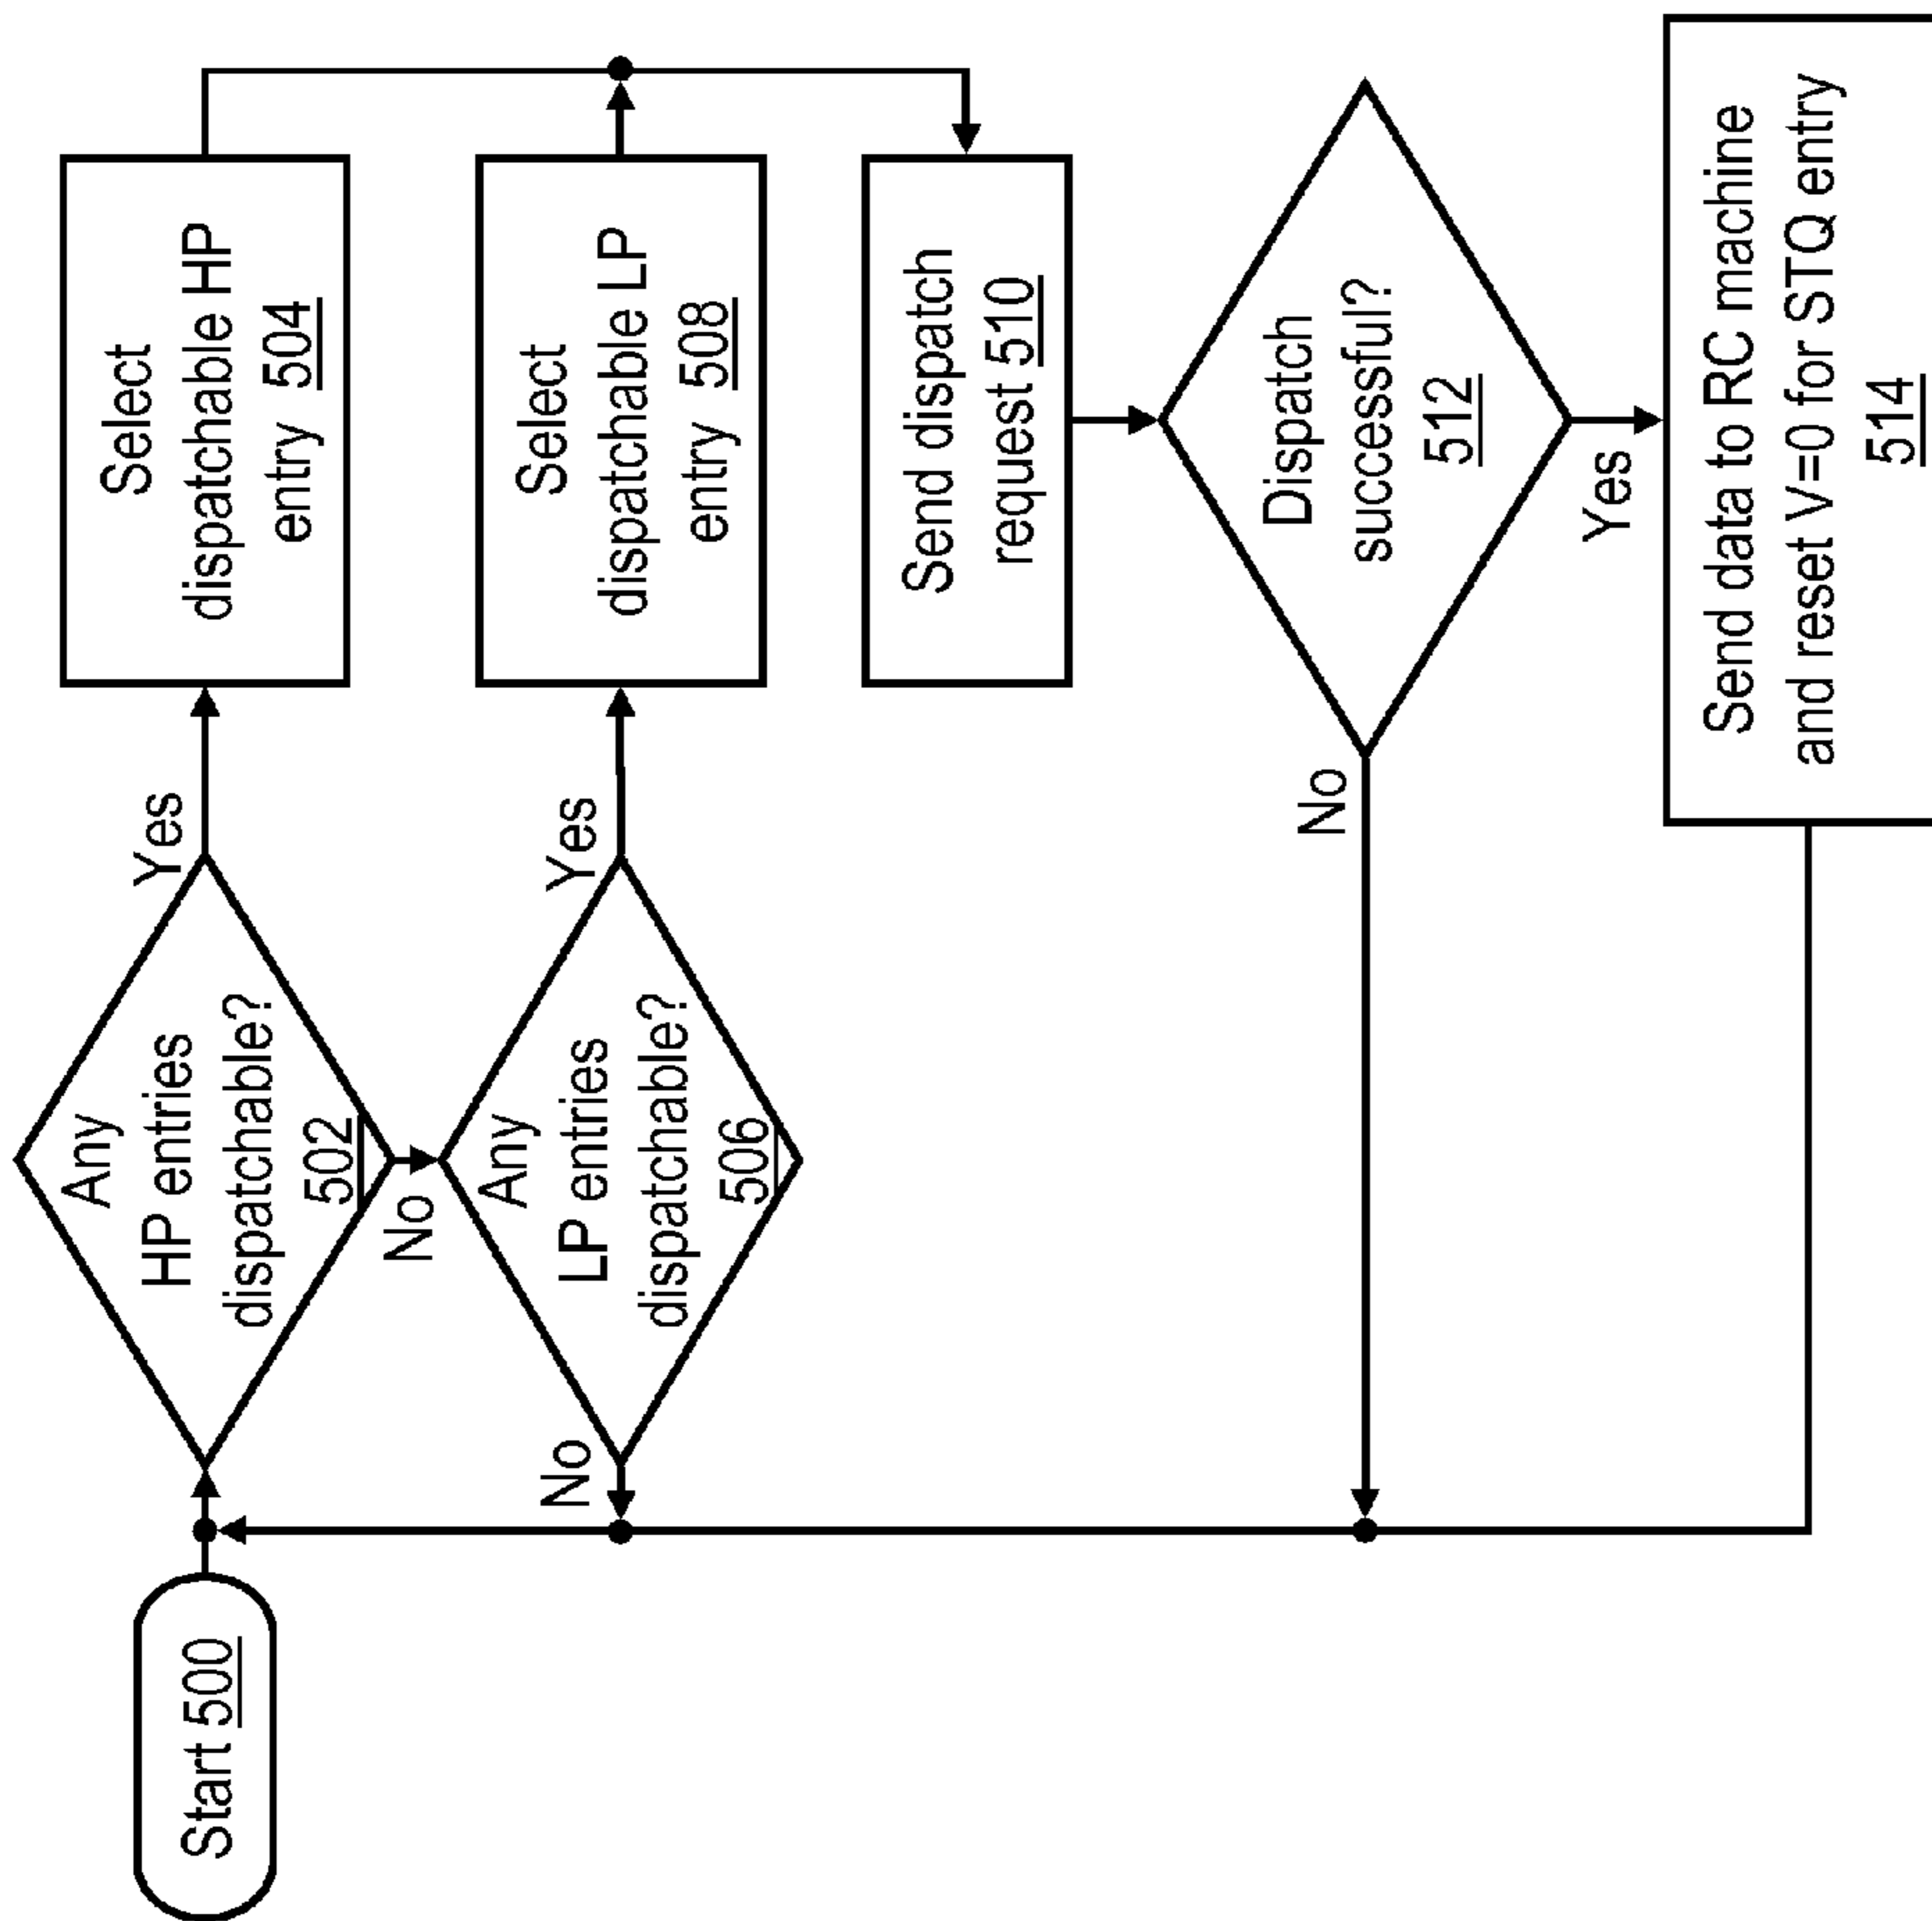 Start 500
Any
HP entries
dispatchable?
502
Yes
No
Select
dispatchable HP
entry 504
Any
LP entries
dispatchable?
506
Yes
No
Select
dispatchable LP
entry 508
Send dispatch
request 510
Dispatch
successful?
512
No
Yes
Send data to RC machine
and reset V=0 for STQ entry
514